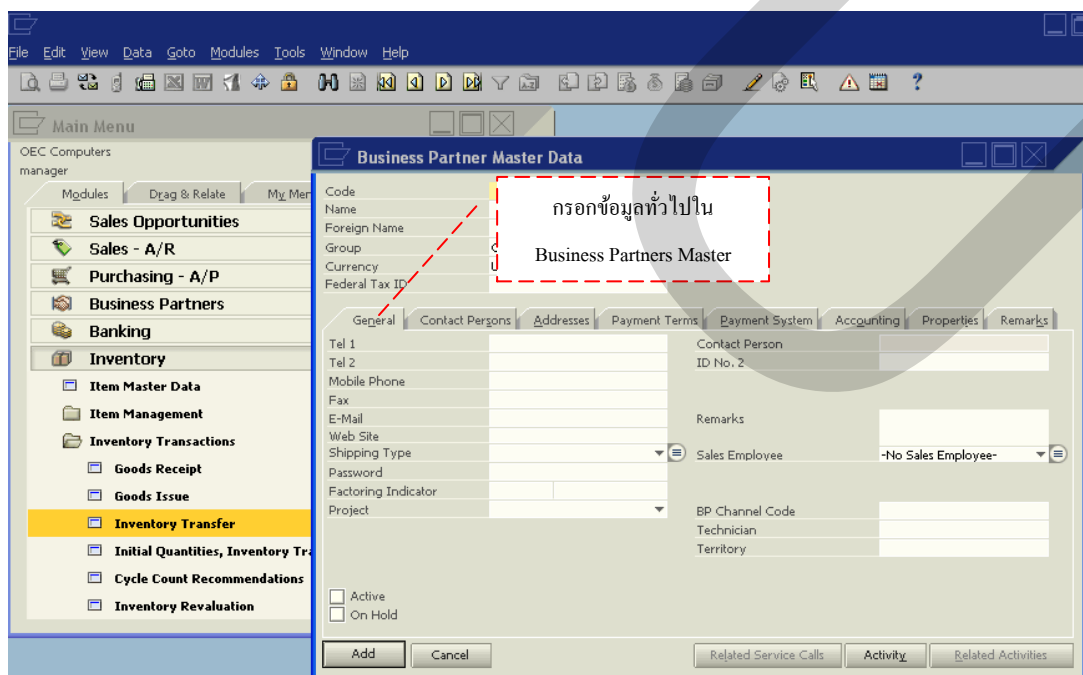 File Edit View Data Goto Modules Tools Window Help
Main Menu
OEC Computers
manager
Modules Drag & Relate My Men
Sales Opportunities
Sales - A/R
Purchasing - A/P
Business Partners
Banking
Inventory
Item Master Data
Item Management
Inventory Transactions
Goods Receipt
Goods Issue
Inventory Transfer
Initial Quantities, Inventory Tra
Cycle Count Recommendations
Inventory Revaluation
Business Partner Master Data
Code
Name
Foreign Name
Group
Currency
Federal Tax ID
กรอกข้อมูลทั่วไปใน
Business Partners Master
General Contact Persons Addresses Payment Terms Payment System Accounting Properties Remarks
Tel 1
Tel 2
Mobile Phone
Fax
E-Mail
Web Site
Shipping Type
Password
Factoring Indicator
Project
Contact Person
ID No. 2
Remarks
Sales Employee -No Sales Employee-
BP Channel Code
Technician
Territory
Active
On Hold
Add Cancel Related Service Calls Activity Related Activities